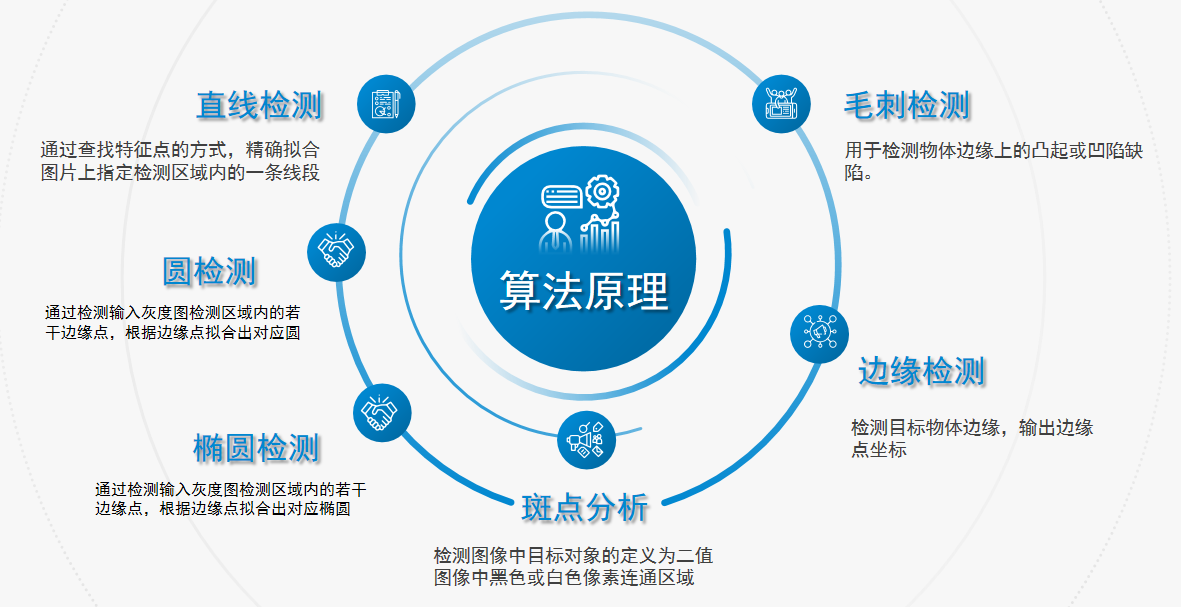 算法原理
直线检测
通过查找特征点的方式，精确拟合
图片上指定检测区域内的一条线段
圆检测
通过检测输入灰度图检测区域内的若
干边缘点，根据边缘点拟合出对应圆
椭圆检测
通过检测输入灰度图检测区域内的若干
边缘点，根据边缘点拟合出对应椭圆
斑点分析
检测图像中目标对象的定义为二值
图像中黑色或白色像素连通区域
毛刺检测
用于检测物体边缘上的凸起或凹陷缺
陷。
边缘检测
检测目标物体边缘，输出边缘
点坐标